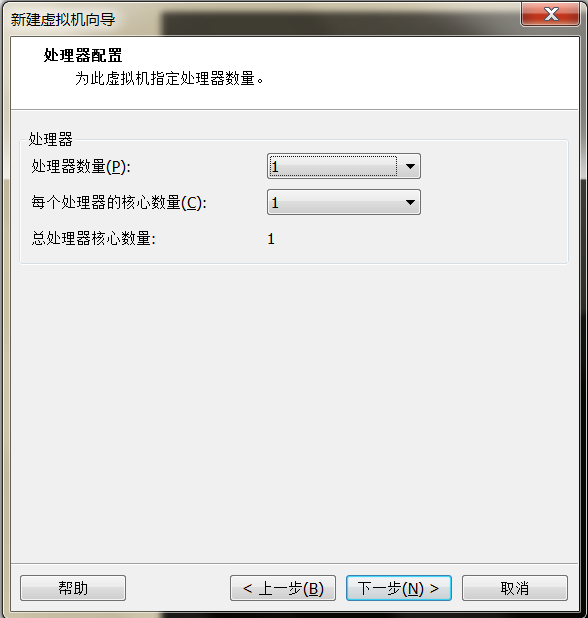 新建虚拟机向导
处理器配置
为此虚拟机指定处理器数量。
处理器
处理器数量(P): 1
每个处理器的核心数量(C): 1
总处理器核心数量: 1
帮助 < 上一步(B) 下一步(N) > 取消